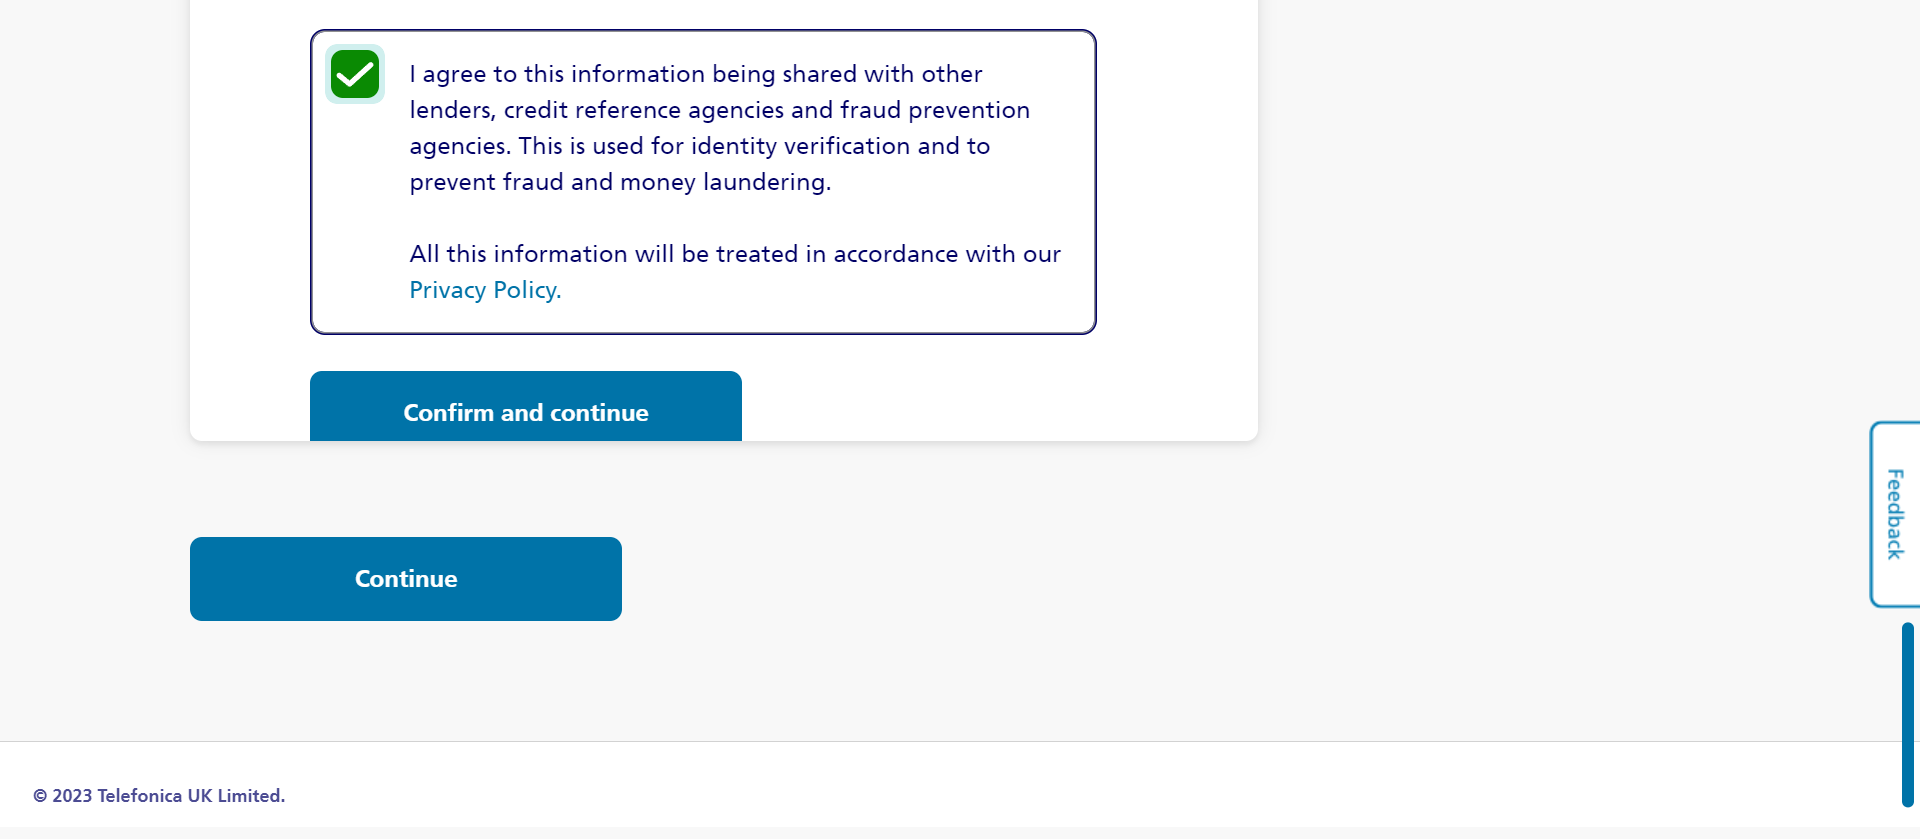 I agree to this information being shared with other
lenders, credit reference agencies and fraud prevention
agencies. This is used for identity verification and to
prevent fraud and money laundering.
All this information will be treated in accordance with our
Privacy Policy.
Confirm and continue
Continue
Feedback
© 2023 Telefonica UK Limited.